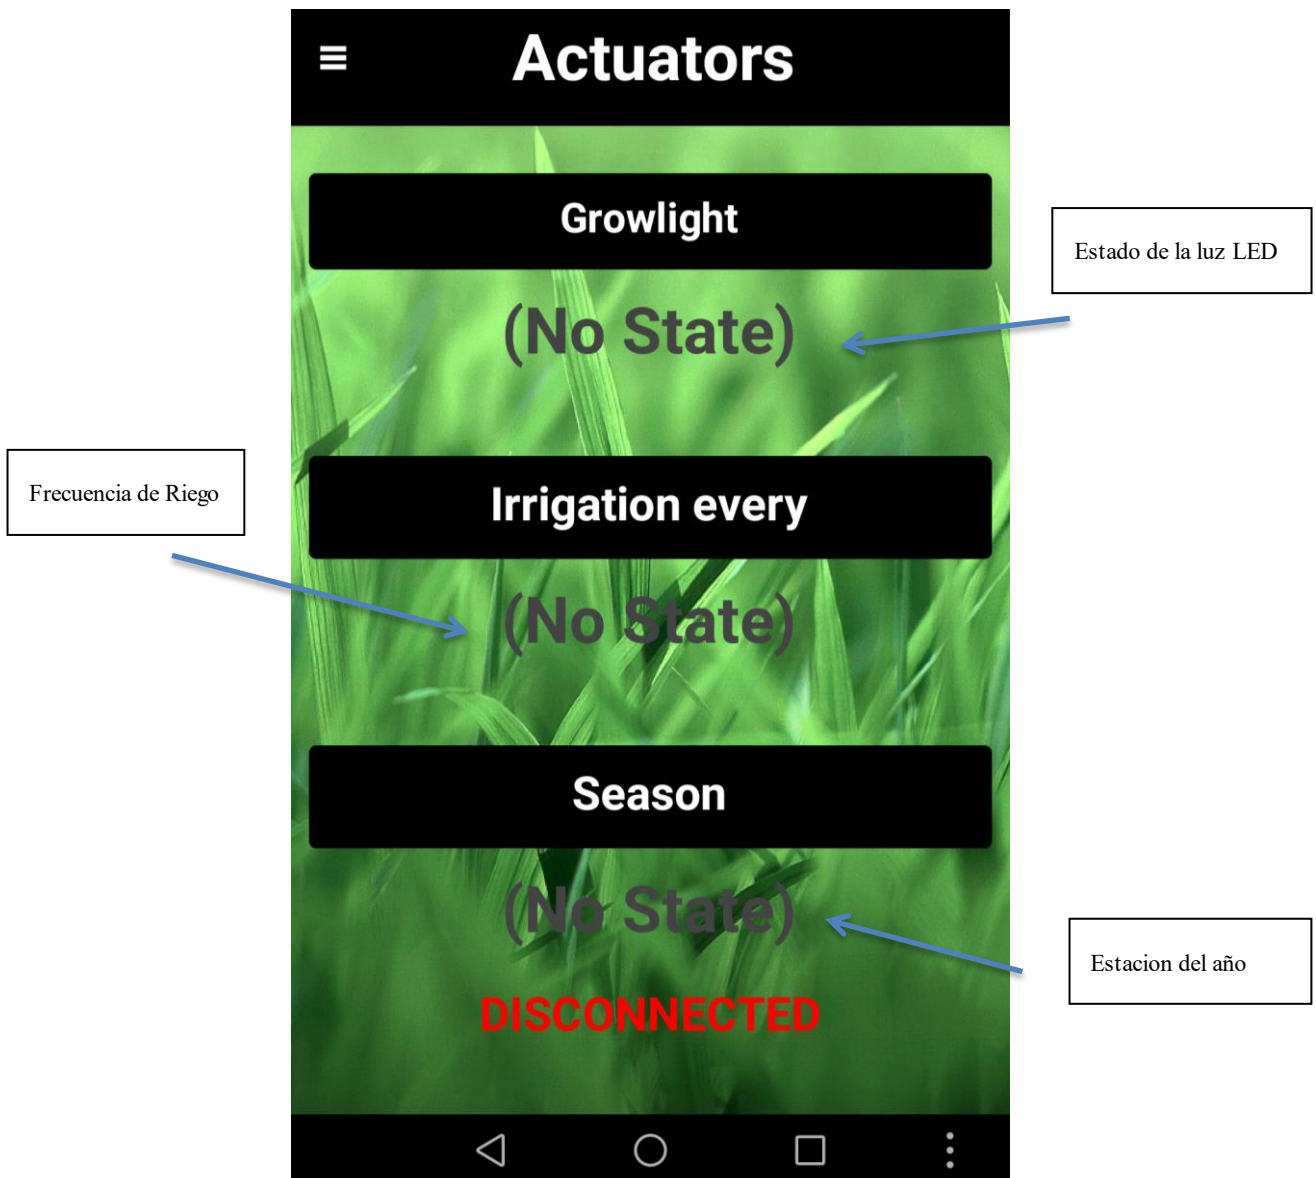 Actuators
Growlight
Estado de la luz LED
(No State)
Frecuencia de Riego
Irrigation every
(No State)
Season
(No State)
Estacion del año
DISCONNECTED